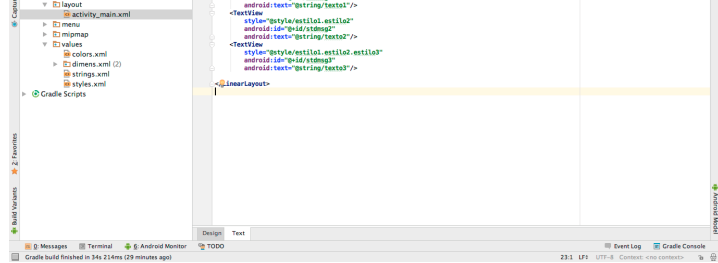 layout
activity_main.xml
menu
mipmap
values
colors.xml
dimens.xml (2)
strings.xml
styles.xml
Gradle Scripts
Captu
2: Favorites
Build Variants
android:text="@string/texto1"/>
<TextView
style="@style/estilo1.estilo2"
android:id="@+id/stdmsg2"
android:text="@string/texto2"/>
<TextView
style="@style/estilo1.estilo2.estilo3"
android:id="@+id/stdmsg3"
android:text="@string/texto3"/>
<inearLayout>
Android Model
Design Text
0: Messages Terminal 6: Android Monitor TODO Event Log Gradle Console
Gradle build finished in 34s 214ms (29 minutes ago) 23:1 LF‡ UTF-8 Context: <no context>